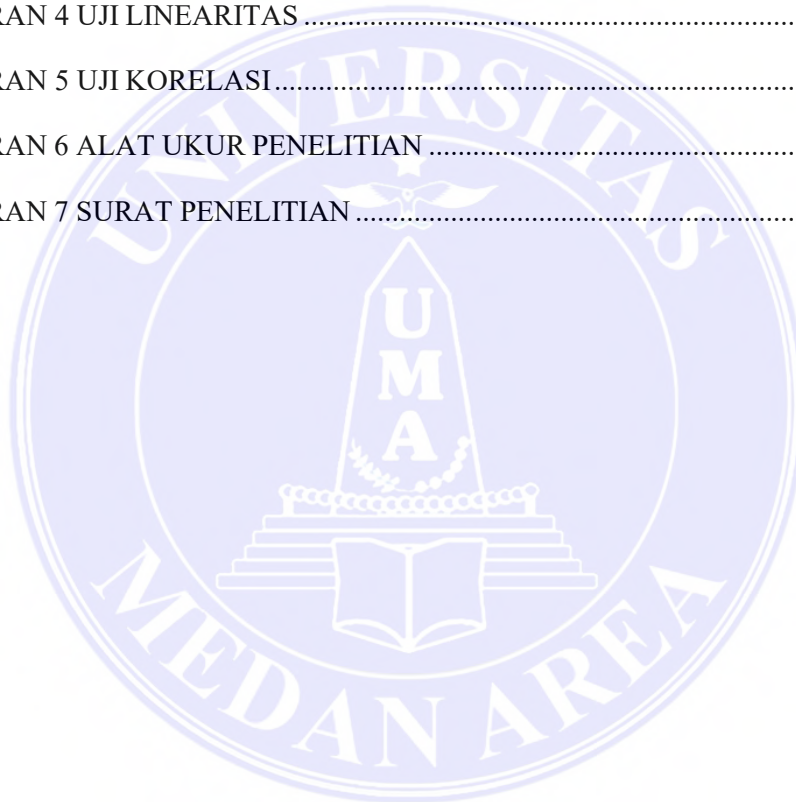 RAN 4 UJI LINEARITAS ........................................................................
RAN 5 UJI KORELASI ............................................................................
RAN 6 ALAT UKUR PENELITIAN .....................................................
RAN 7 SURAT PENELITIAN ................................................................
UNIVERSITAS
U
M
A
MEDAN AREA